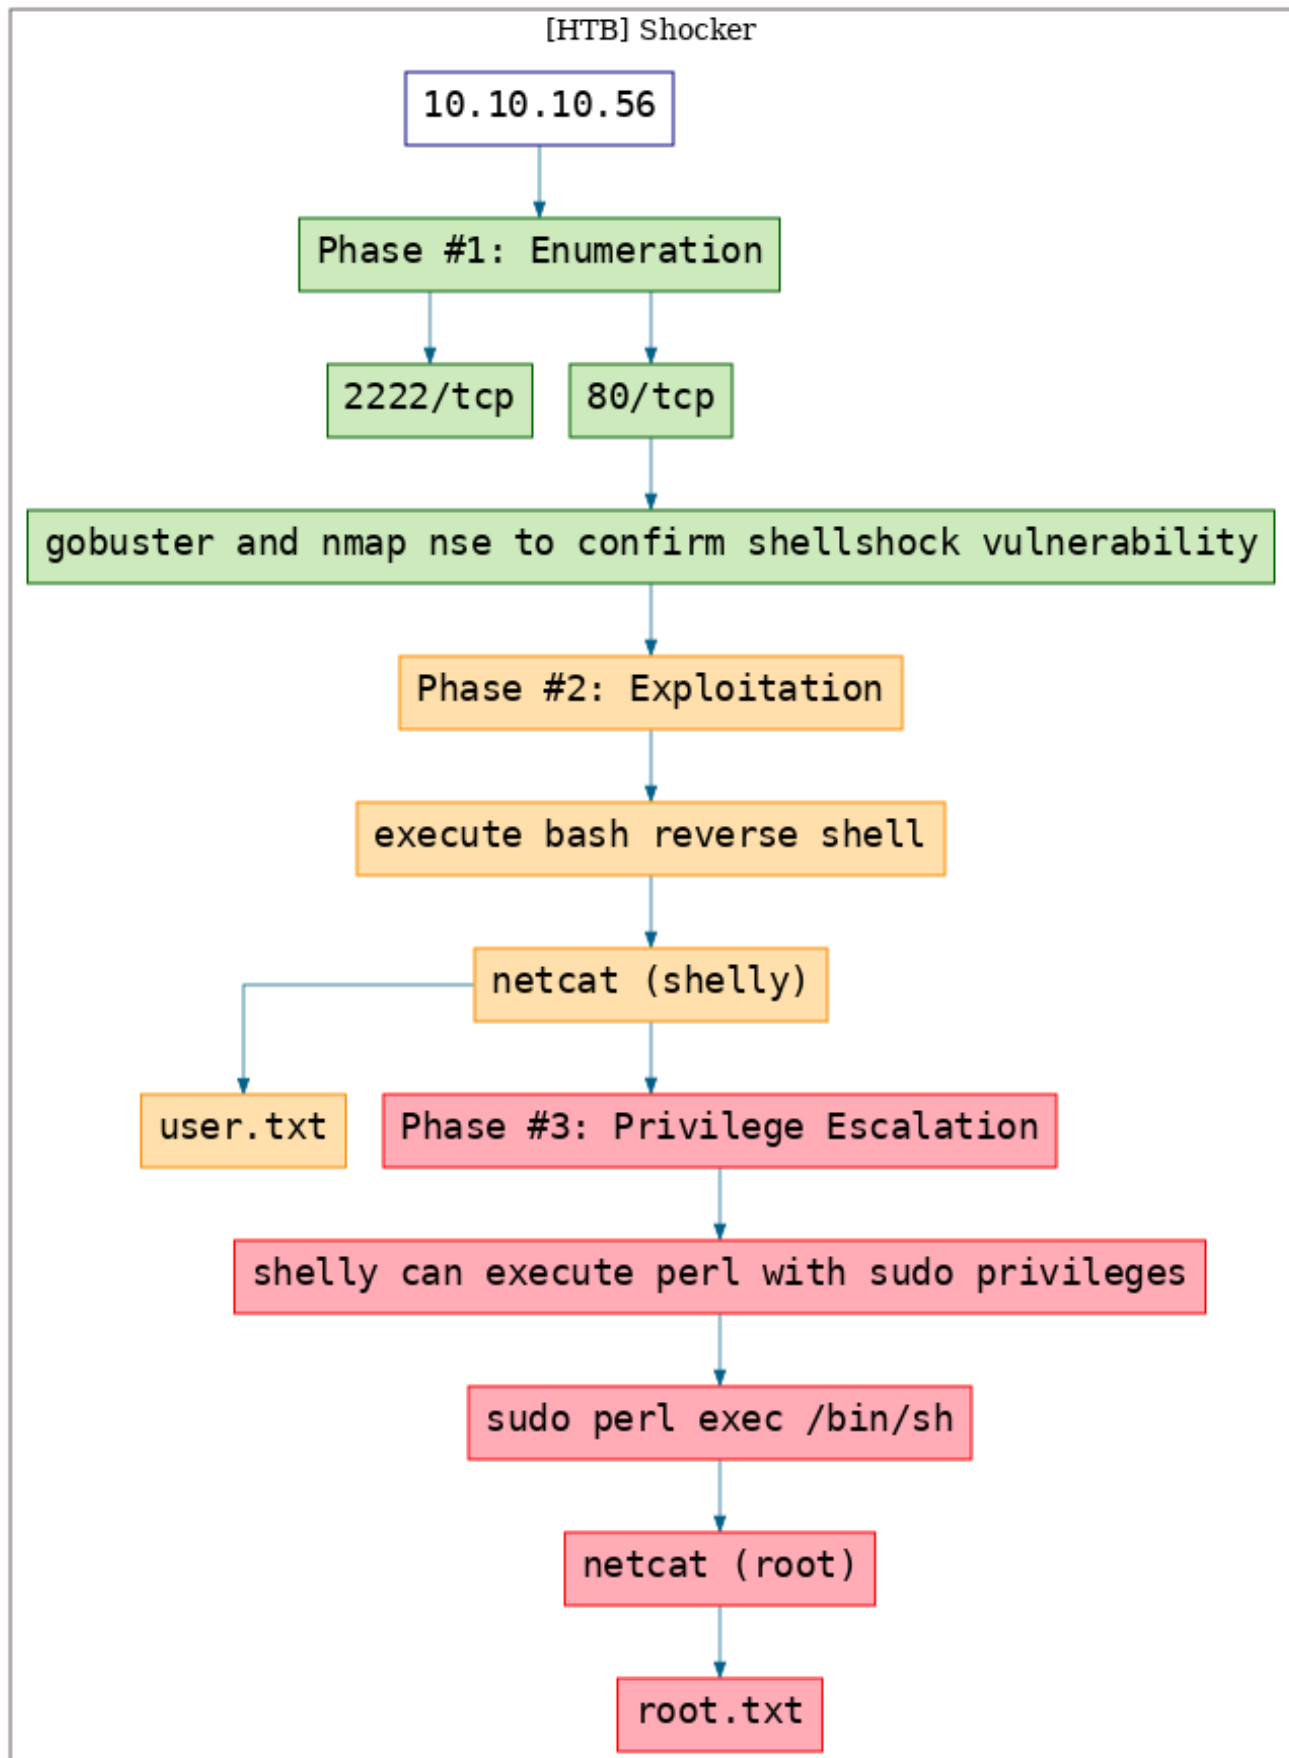 [HTB] Shocker
10.10.10.56
Phase #1: Enumeration
2222/tcp
80/tcp
gobuster and nmap nse to confirm shellshock vulnerability
Phase #2: Exploitation
execute bash reverse shell
netcat (shelly)
user.txt
Phase #3: Privilege Escalation
shelly can execute perl with sudo privileges
sudo perl exec /bin/sh
netcat (root)
root.txt